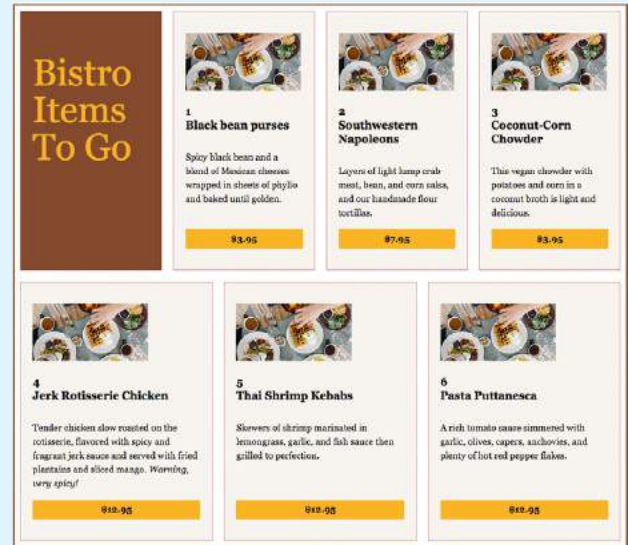 Bistro
Items
To Go
1
Black bean purses
Spicy black bean and a
blend of Mexican cheeses
wrapped in sheets of phyllo
and baked until golden.
$3.95
2
Southwestern
Napoleons
Layers of light lump crab
meat, bean, and corn salsa,
and our handmade flour
tortillas.
$7.95
3
Coconut-Corn
Chowder
This vegan chowder with
potatoes and corn in a
coconut broth is light and
delicious.
$3.95
4
Jerk Rotisserie Chicken
Tender chicken slow roasted on the
rotisserie, flavored with spicy and
fragrant jerk sauce and served with fried
plantains and sliced mango. Warning,
very spicy!
$12.95
5
Thai Shrimp Kebabs
Skewers of shrimp marinated in
lemongrass, garlic, and fish sauce then
grilled to perfection.
$12.95
6
Pasta Puttanesca
A rich tomato sauce simmered with
garlic, olives, capers, anchovies, and
plenty of hot red pepper flakes.
$12.95